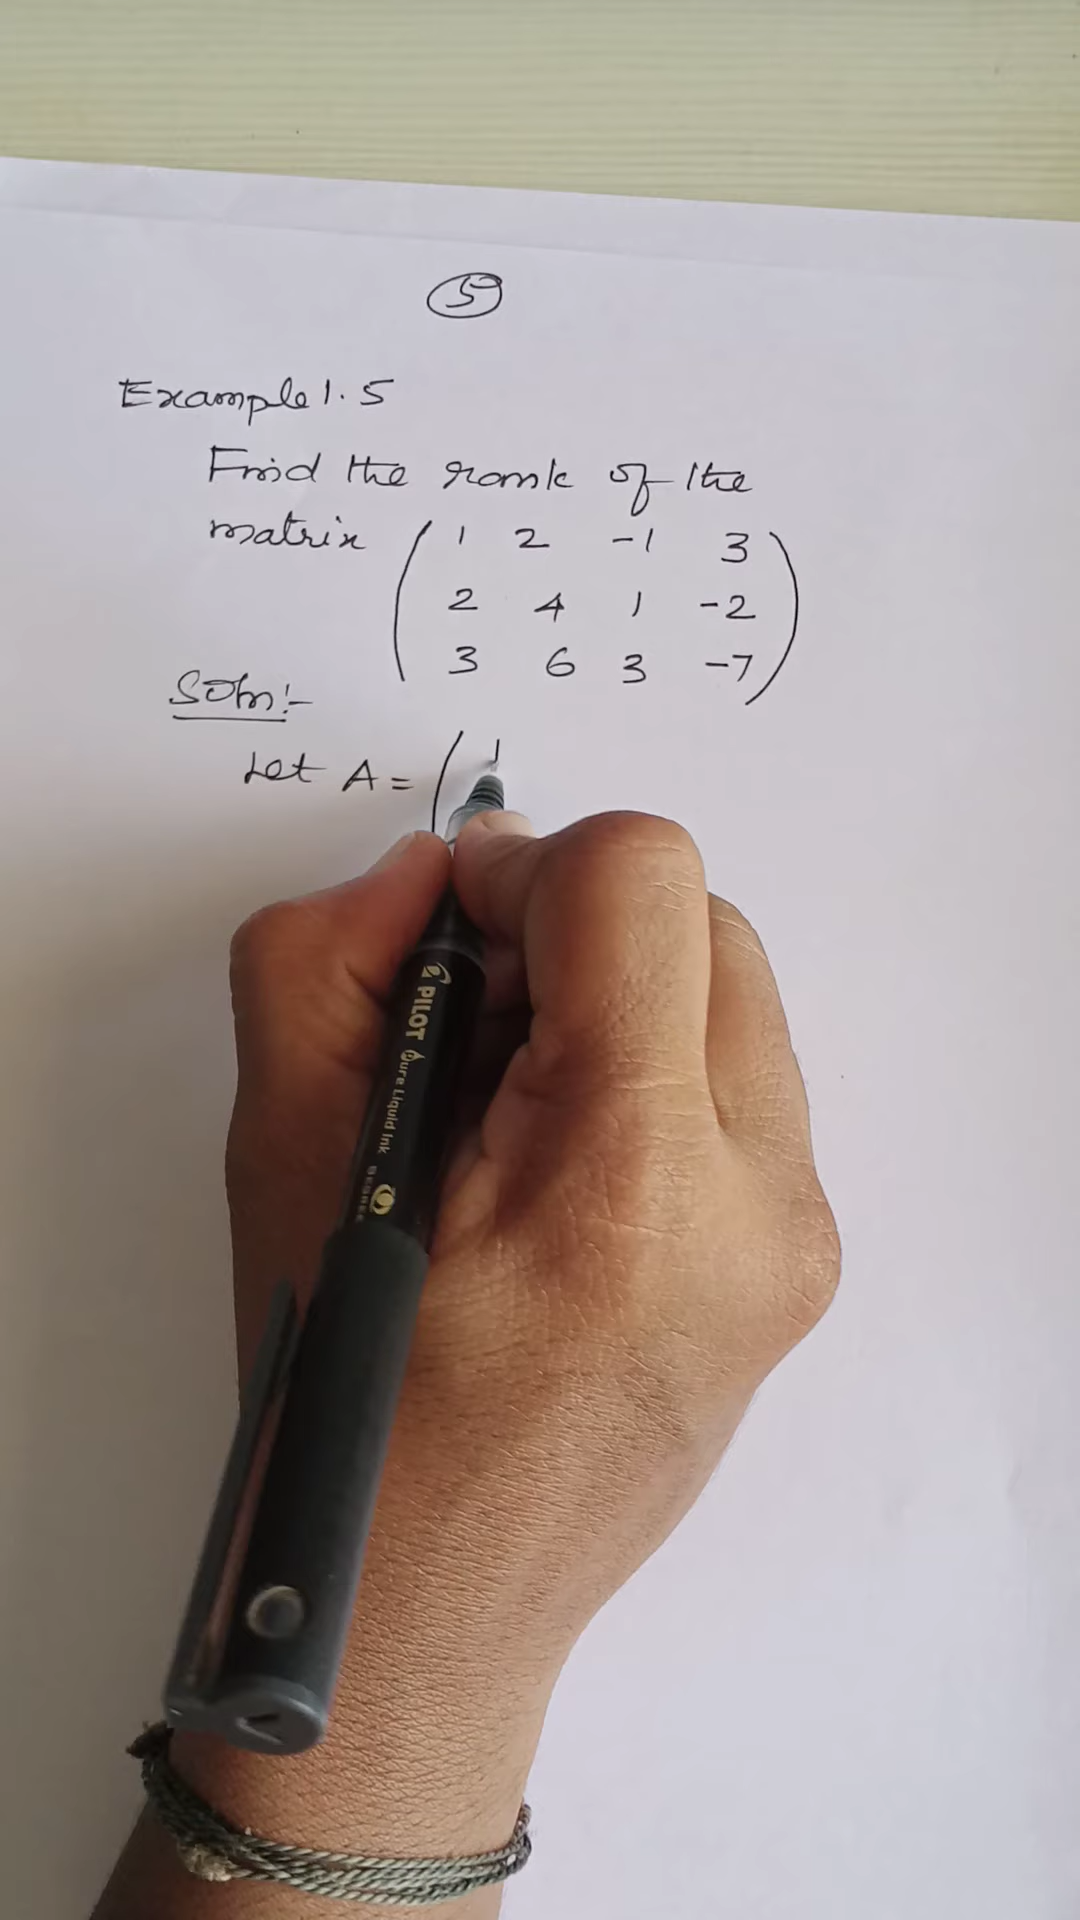 5
Example 1.5
Find the rank of the
matrix ( 1 2 -1 3
2 4 1 -2
3 6 3 -7 )
Soln:-
Let A = ( 1
PILOT Pure Liquid Ink